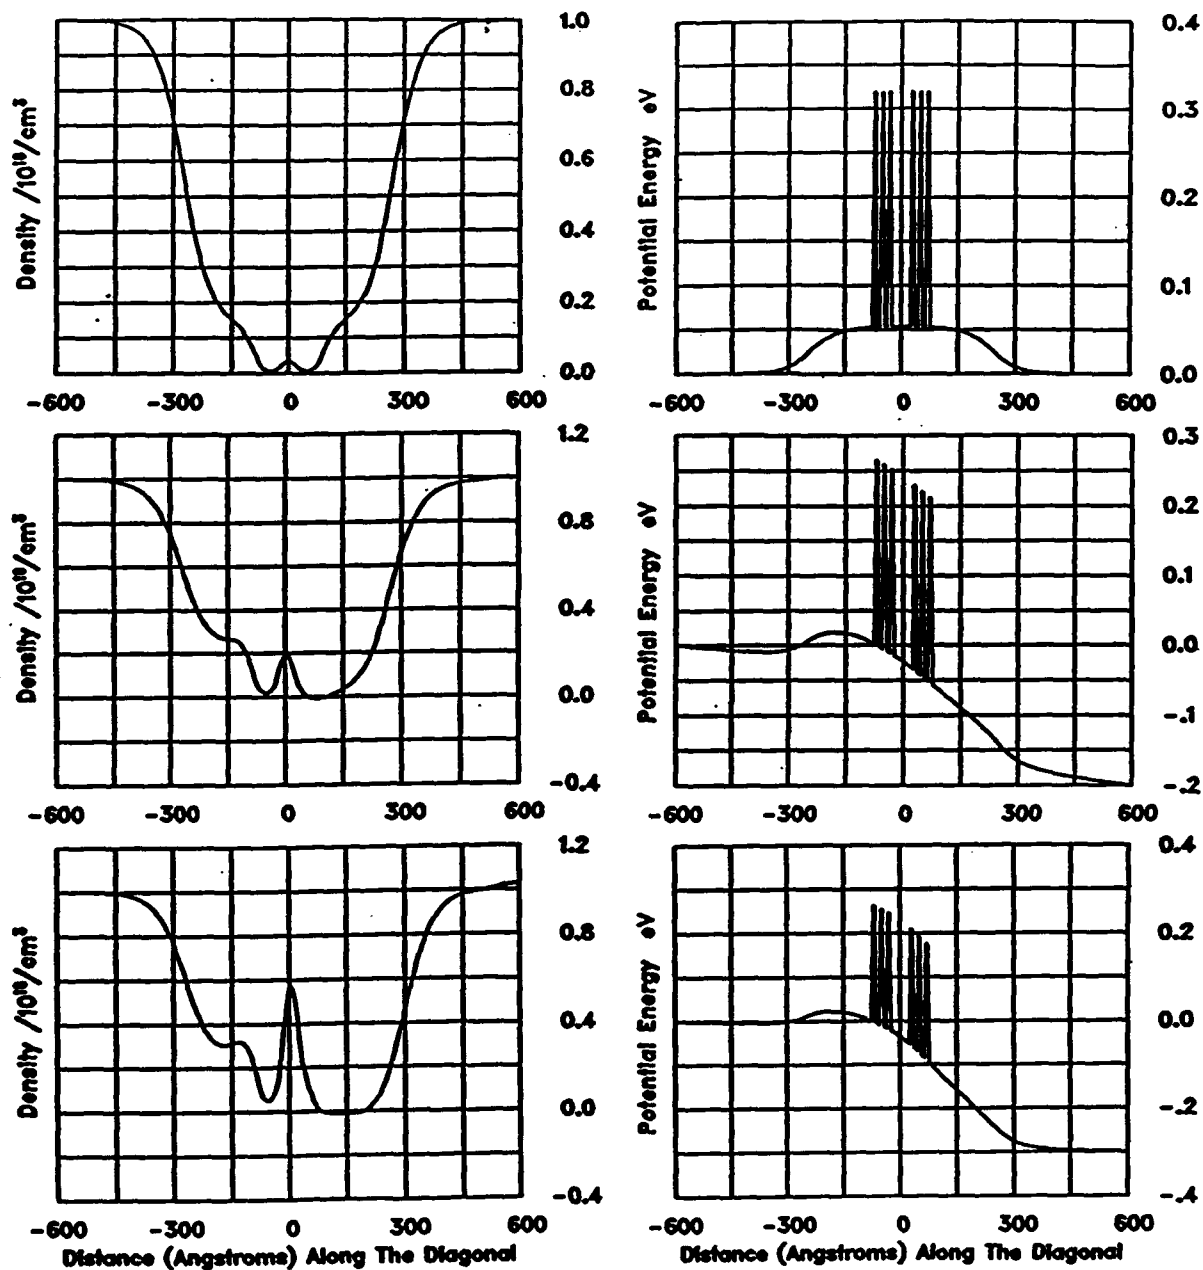 Density /10¹⁸/cm³
1.0
0.8
0.6
0.4
0.2
0.0
-600 -300 0 300 600
Potential Energy eV
0.4
0.3
0.2
0.1
0.0
-600 -300 0 300 600
Density /10¹⁸/cm³
1.2
0.8
0.4
0.0
-0.4
-600 -300 0 300 600
Potential Energy eV
0.3
0.2
0.1
0.0
-.1
-.2
-600 -300 0 300 600
Density /10¹⁸/cm³
1.2
0.8
0.4
0.0
-0.4
-600 -300 0 300 600
Distance (Angstroms) Along The Diagonal
Potential Energy eV
0.4
0.2
0.0
-.2
-.4
-600 -300 0 300 600
Distance (Angstroms) Along The Diagonal